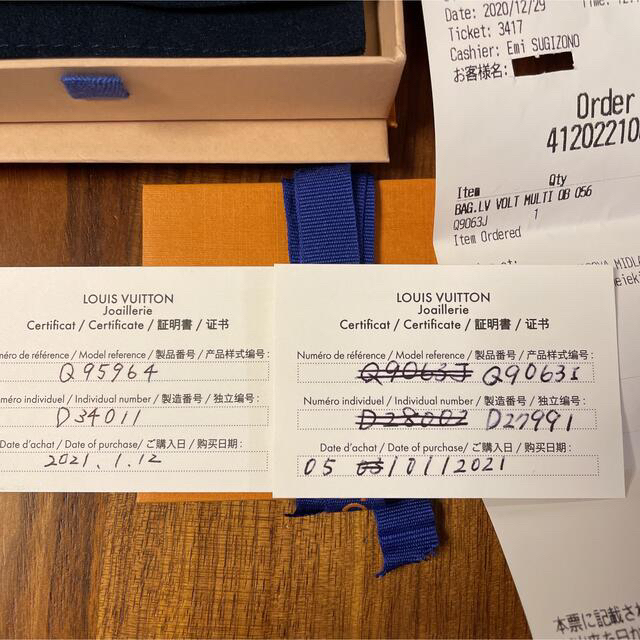 Date: 2020/12/29
Ticket: 3417
Cashier: Emi SUGIZONO
お客様名:
Order
Item Qty
BAG.LV VOLT MULTI OB 056
Q9063J 1
Item Ordered
LOUIS VUITTON
Joaillerie
Certificat / Certificate / 証明書 / 证书
méro de référence / Model reference / 製品番号 / 产品样式编号:
Q95964
uméro individuel / Individual number / 製造番号 / 独立编号:
D34011
Date d'achat / Date of purchase / ご購入日 / 购买日期:
2021.1.12
LOUIS VUITTON
Joaillerie
Certificat / Certificate / 証明書 / 证书
Numéro de référence / Model reference / 製品番号 / 产品样式编号:
Q9063J Q9063I
Numéro individuel / Individual number / 製造番号 / 独立编号:
D28002 D27991
Date d'achat / Date of purchase / ご購入日 / 购买日期:
05 05/01/2021
本票に記載され